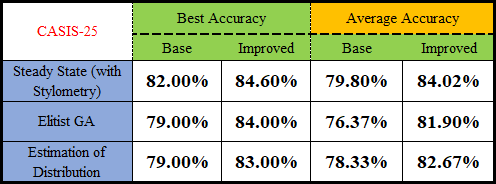 CASIS-25 Best Accuracy Average Accuracy
Base Improved Base Improved
Steady State (with
Stylometry) 82.00% 84.60% 79.80% 84.02%
Elitist GA 79.00% 84.00% 76.37% 81.90%
Estimation of
Distribution 79.00% 83.00% 78.33% 82.67%